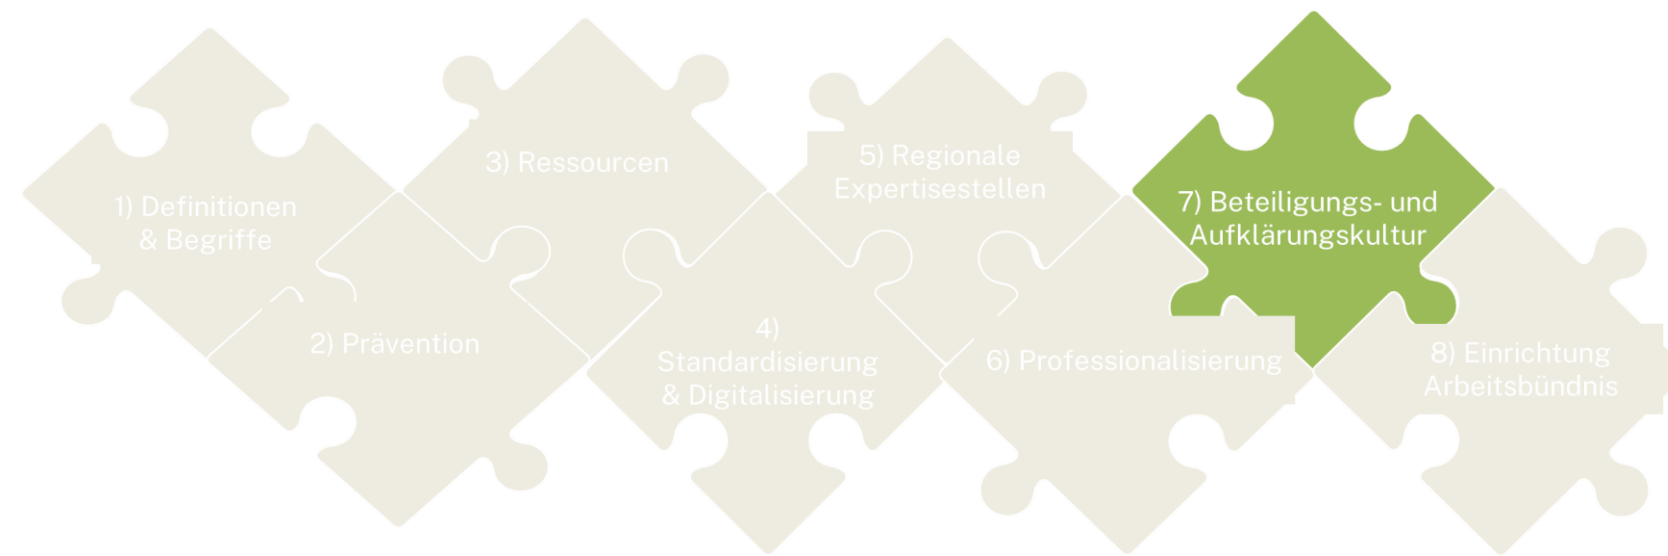 1) Definitionen
& Begriffe
2) Prävention
3) Ressourcen
4)
Standardisierung
& Digitalisierung
5) Regionale
Expertisestellen
6) Professionalisierung
7) Beteiligungs- und
Aufklärungskultur
8) Einrichtung
Arbeitsbündnis